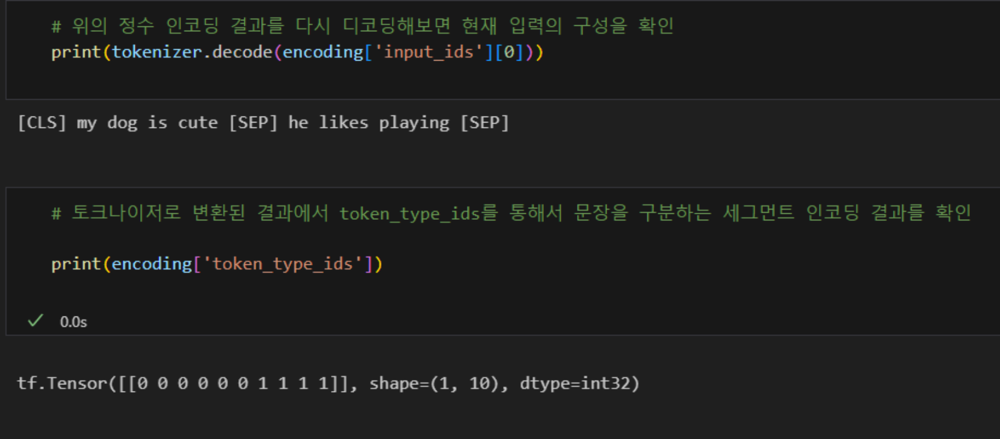 # 위의 정수 인코딩 결과를 다시 디코딩해보면 현재 입력의 구성을 확인
print(tokenizer.decode(encoding['input_ids'][0]))
[CLS] my dog is cute [SEP] he likes playing [SEP]
# 토크나이저로 변환된 결과에서 token_type_ids를 통해서 문장을 구분하는 세그먼트 인코딩 결과를 확인
print(encoding['token_type_ids'])
0.0s
tf.Tensor([[0 0 0 0 0 0 1 1 1 1]], shape=(1, 10), dtype=int32)